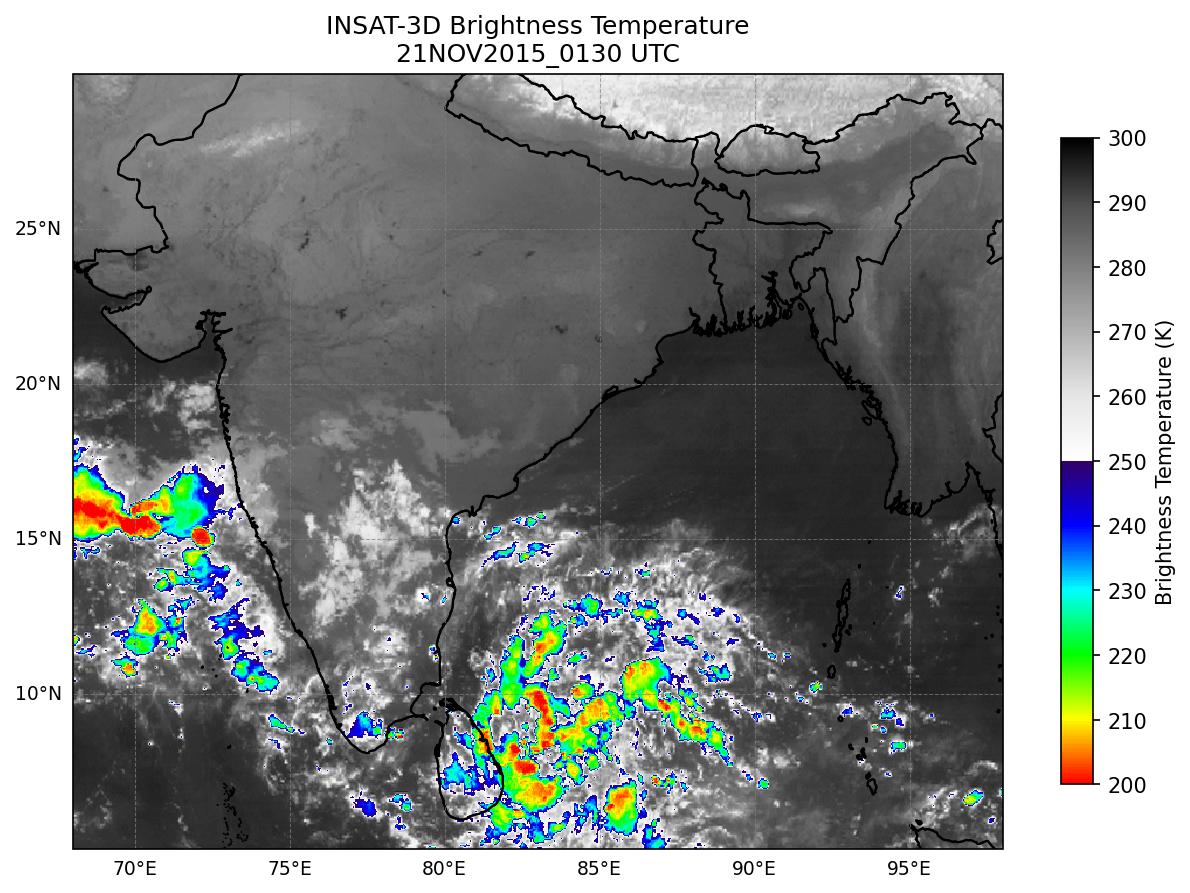 INSAT-3D Brightness Temperature
21NOV2015_0130 UTC
25°N
20°N
15°N
10°N
70°E
75°E
80°E
85°E
90°E
95°E
300
290
280
270
260
250
240
230
220
210
200
Brightness Temperature (K)